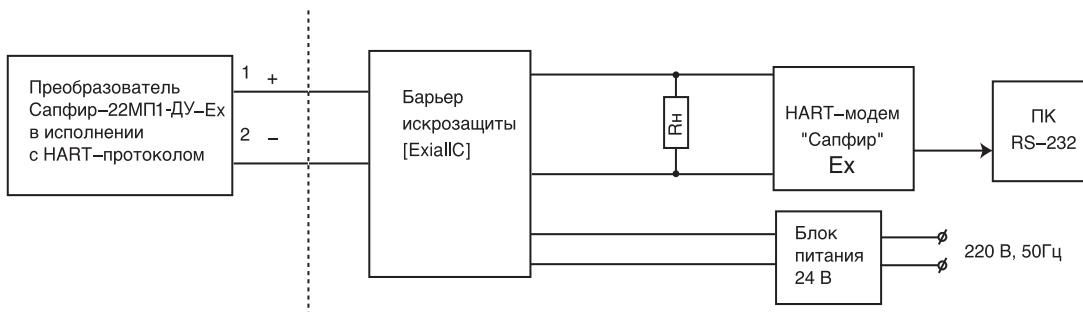 Преобразователь
Сапфир–22МП1-ДУ–Ех
в исполнении
с HART–протоколом
1
+
2
–
Барьер
искрозащиты
[ExiaIIC]
Rн
HART–модем
"Сапфир"
Ex
ПК
RS–232
Блок
питания
24 В
220 В, 50Гц